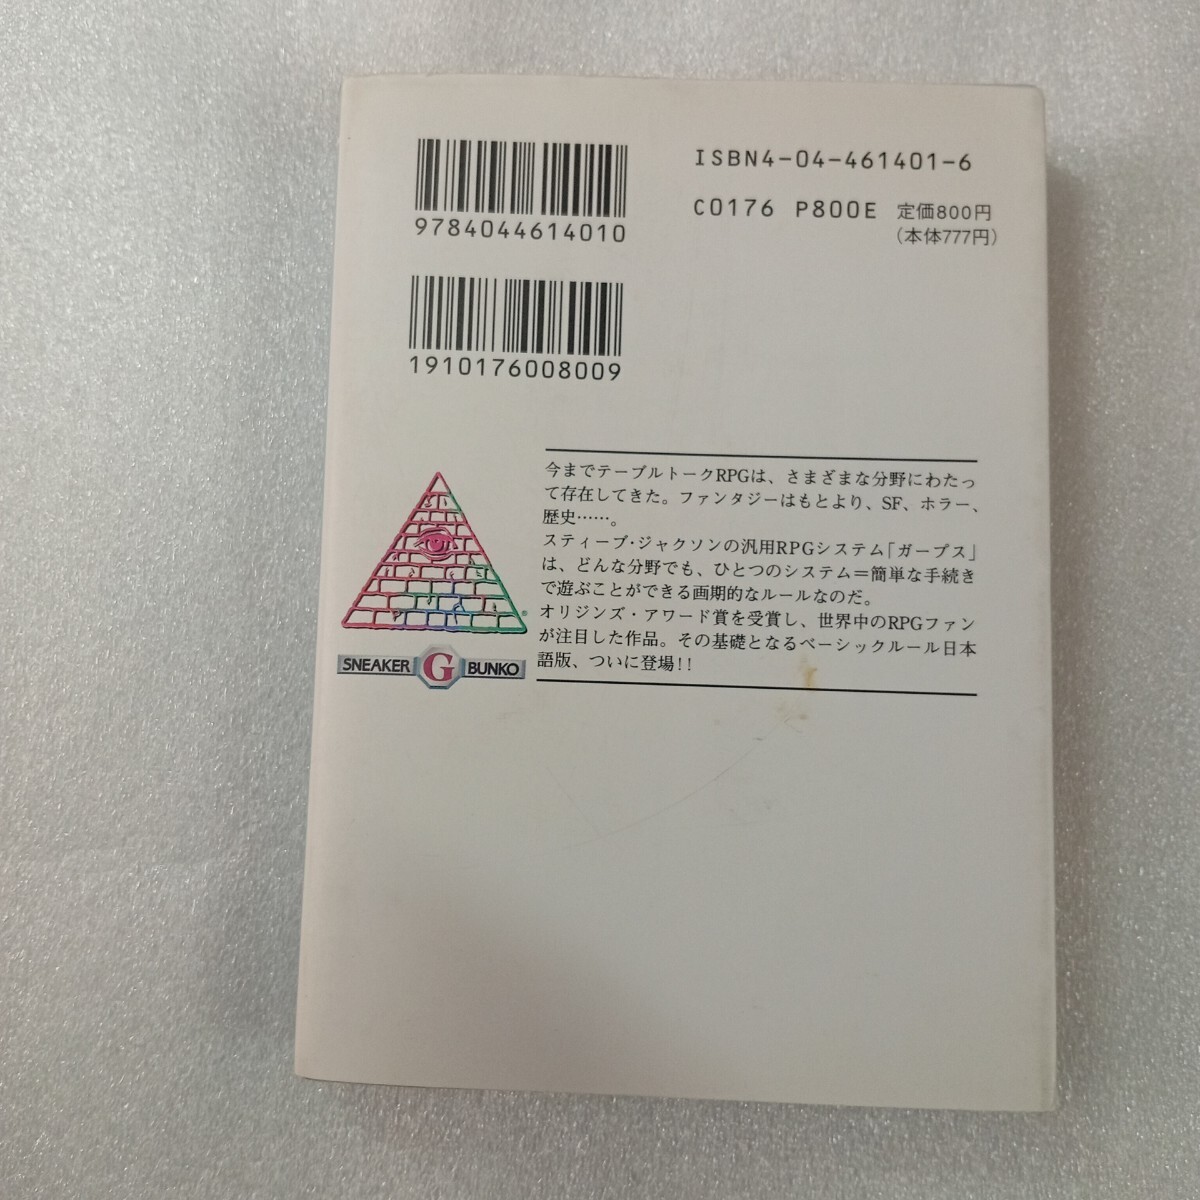 ISBN4-04-461401-6
9784044614010
C0176 P800E 定価800円
(本体777円)
1910176008009
今までテーブルトークRPGは、さまざまな分野にわたっ
て存在してきた。ファンタジーはもとより、SF、ホラー、
歴史……。
スティーブ・ジャクソンの汎用RPGシステム「ガープス」
は、どんな分野でも、ひとつのシステム＝簡単な手続き
で遊ぶことができる画期的なルールなのだ。
オリジンズ・アワード賞を受賞し、世界中のRPGファン
が注目した作品。その基礎となるベーシックルール日本
語版、ついに登場!!
SNEAKER G BUNKO